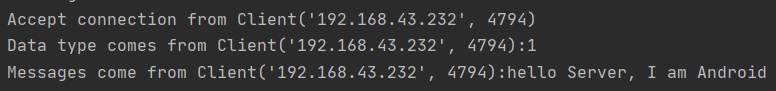 Accept connection from Client('192.168.43.232', 4794)
Data type comes from Client('192.168.43.232', 4794):1
Messages come from Client('192.168.43.232', 4794):hello Server, I am Android